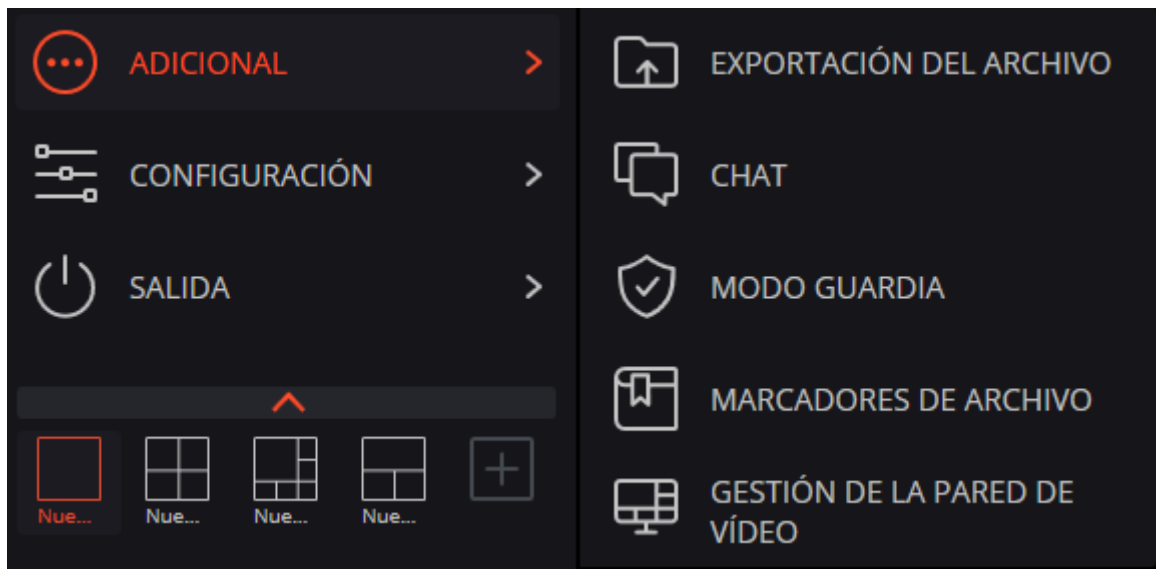 ADICIONAL
CONFIGURACIÓN
SALIDA
Nue...
Nue...
Nue...
Nue...
EXPORTACIÓN DEL ARCHIVO
CHAT
MODO GUARDIA
MARCADORES DE ARCHIVO
GESTIÓN DE LA PARED DE
VÍDEO